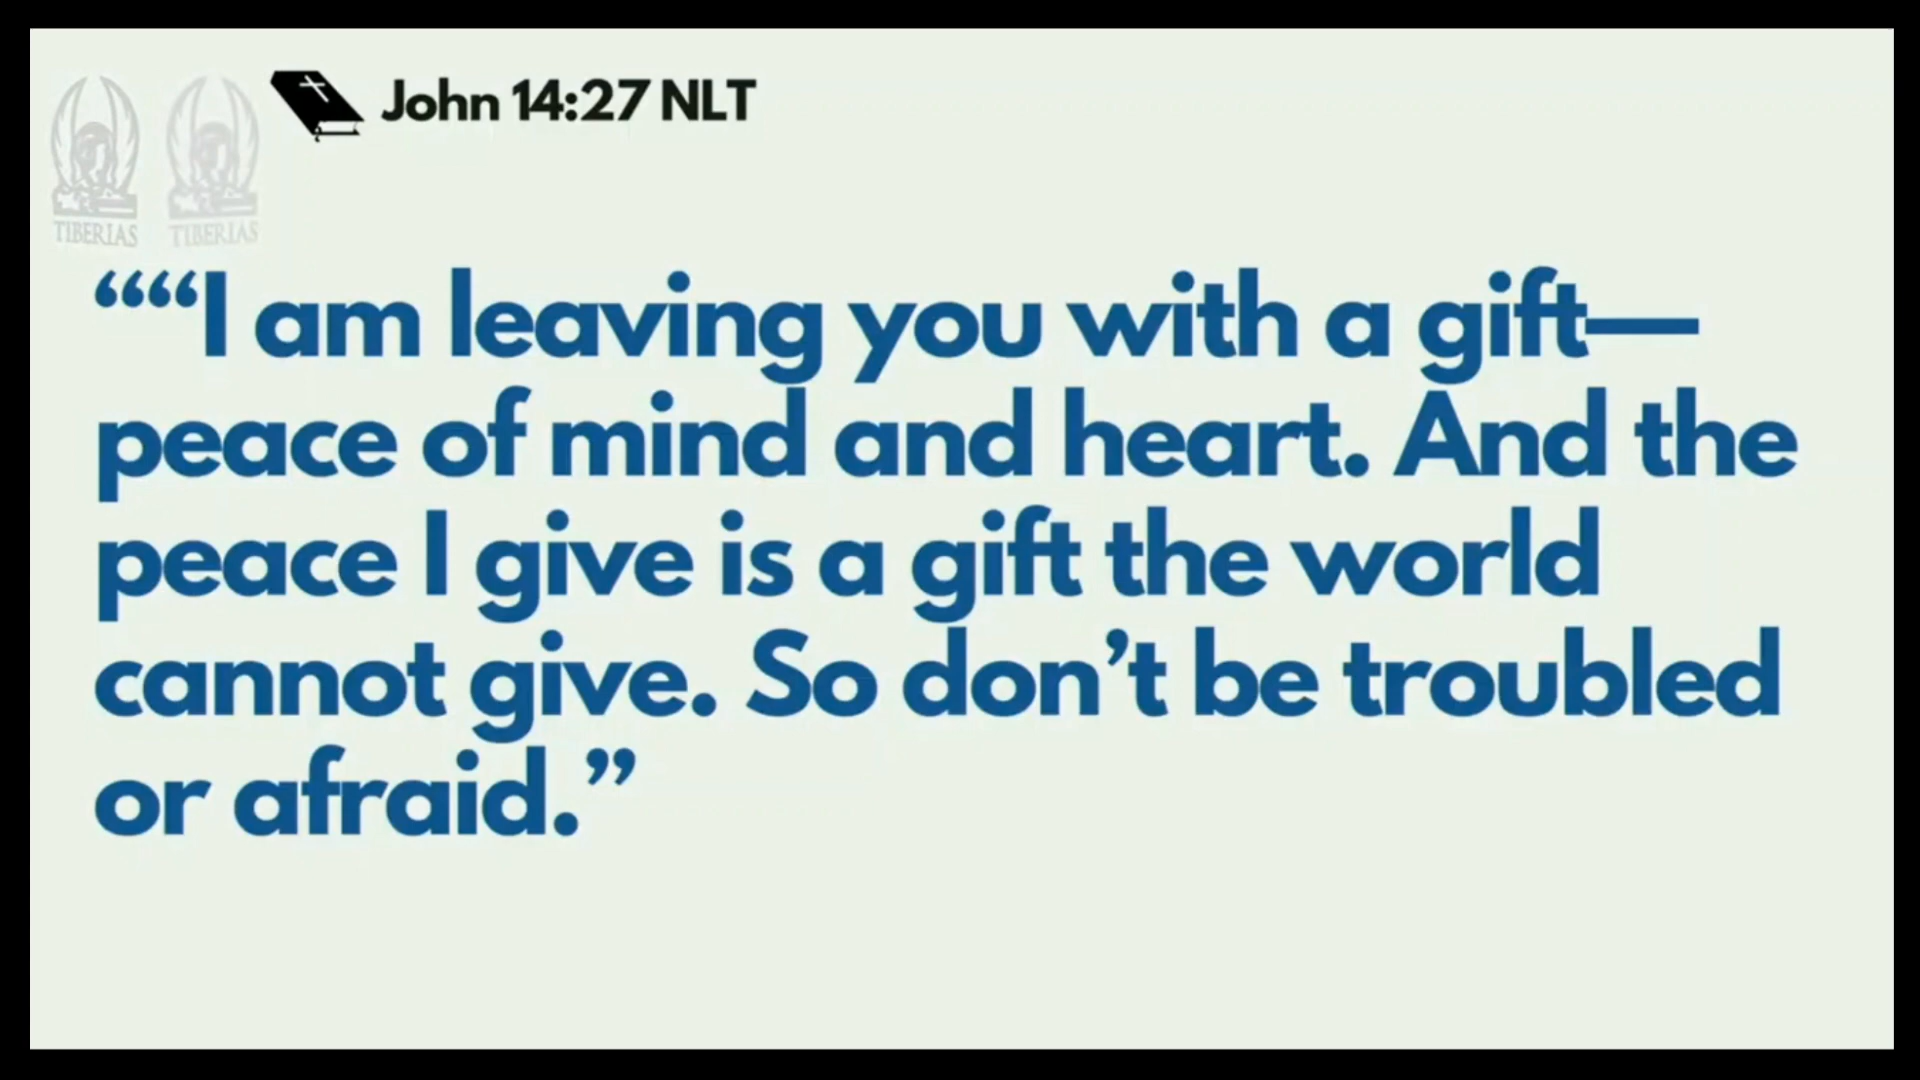 John 14:27 NLT
TIBERIAS TIBERIAS
““I am leaving you with a gift—
peace of mind and heart. And the
peace I give is a gift the world
cannot give. So don’t be troubled
or afraid.”